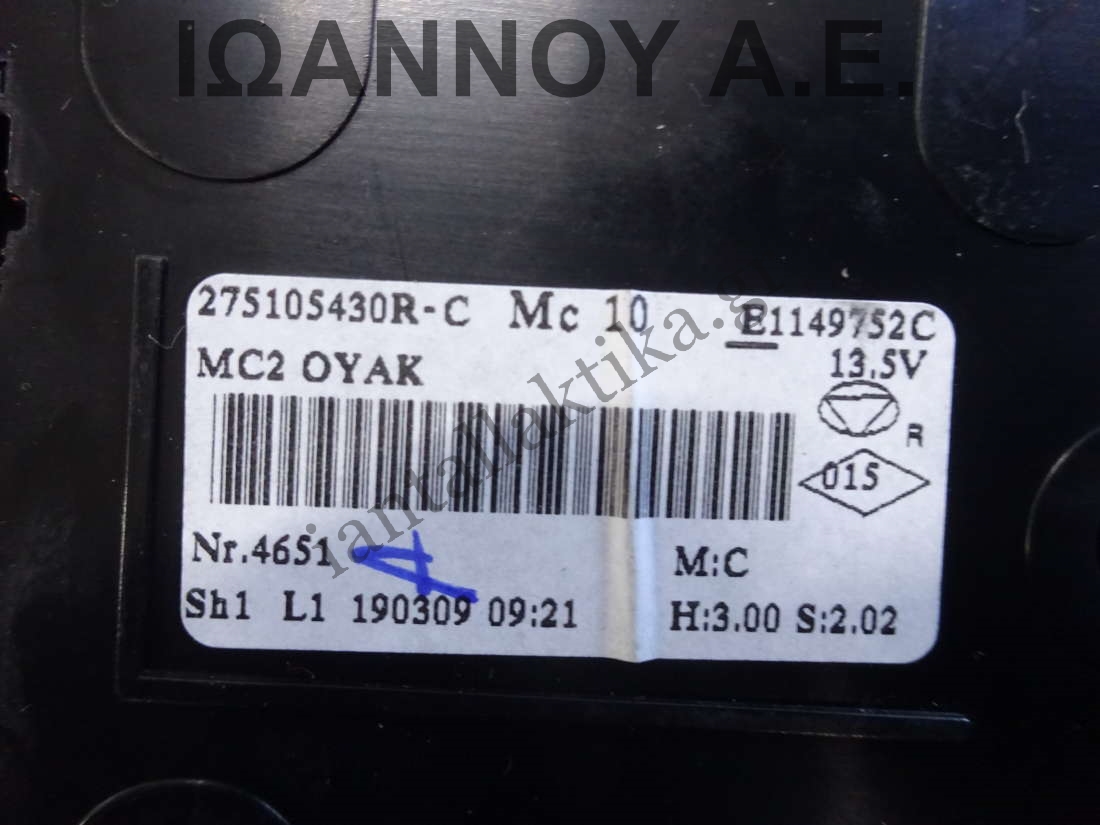 ΙΩΑΝΝΟΥ Α.Ε.
275105430R-C Mc 10 E1149752C
MC2 OYAK 13.5V
R
015
Nr.4651
M:C
Sh1 L1 190309 09:21 H:3.00 S:2.02
iantallaktika.g